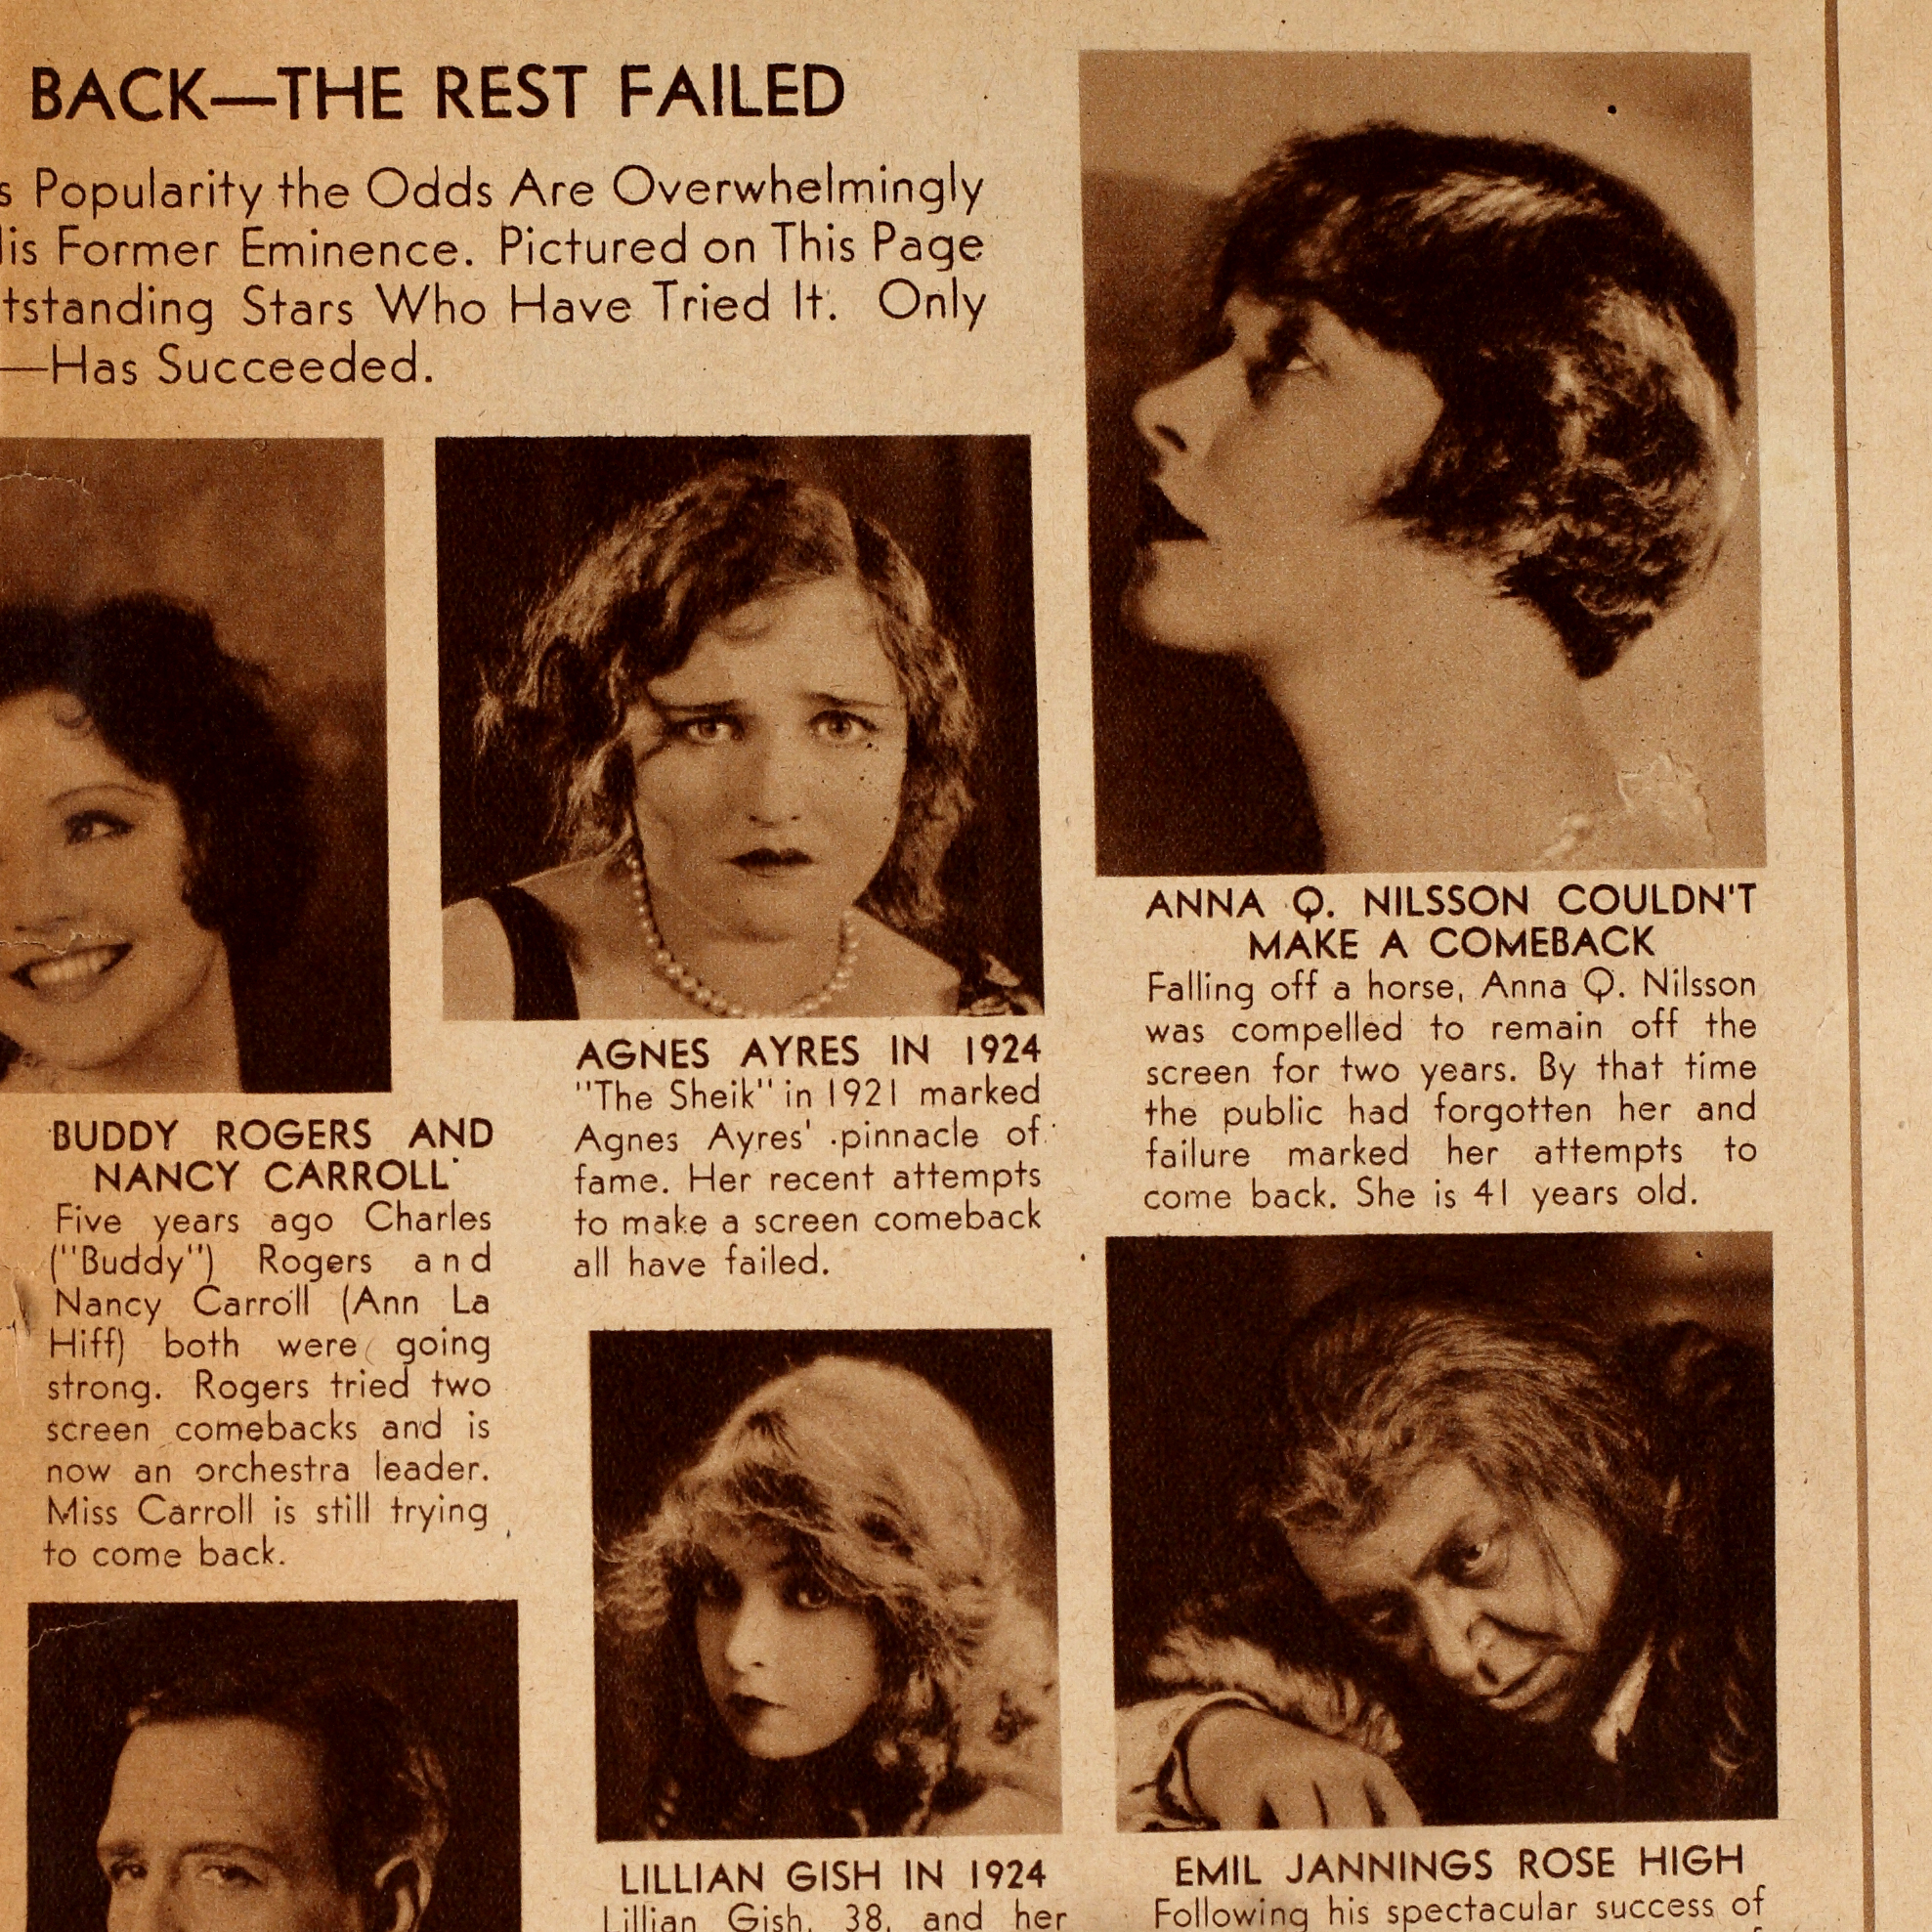 BACK—THE REST FAILED
s Popularity the Odds Are Overwhelmingly
lis Former Eminence. Pictured on This Page
tstanding Stars Who Have Tried It. Only
—Has Succeeded.
BUDDY ROGERS AND
NANCY CARROLL
Five years ago Charles
("Buddy") Rogers and
Nancy Carroll (Ann La
Hiff) both were going
strong. Rogers tried two
screen comebacks and is
now an orchestra leader.
Miss Carroll is still trying
to come back.
AGNES AYRES IN 1924
"The Sheik" in 1921 marked
Agnes Ayres' pinnacle of
fame. Her recent attempts
to make a screen comeback
all have failed.
ANNA Q. NILSSON COULDN'T
MAKE A COMEBACK
Falling off a horse, Anna Q. Nilsson
was compelled to remain off the
screen for two years. By that time
the public had forgotten her and
failure marked her attempts to
come back. She is 41 years old.
LILLIAN GISH IN 1924
Lillian Gish, 38, and her
EMIL JANNINGS ROSE HIGH
Following his spectacular success of